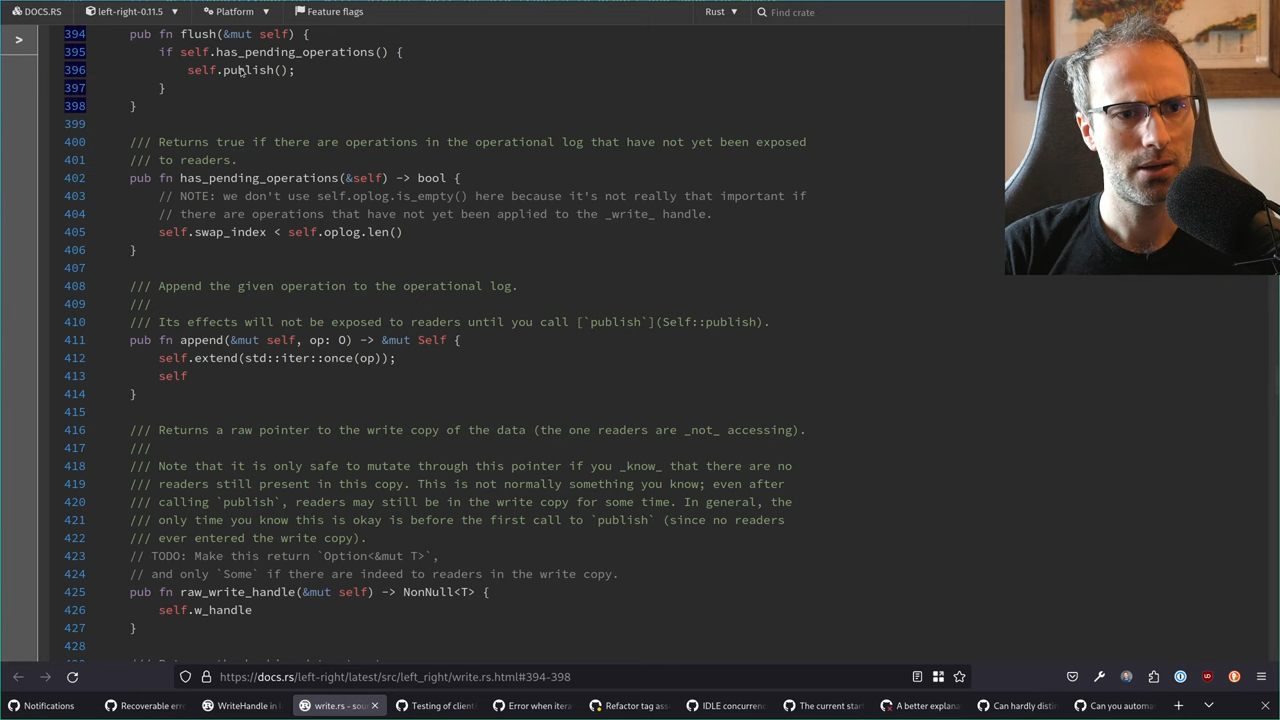 DOCS.RS left-right-0.11.5 Platform Feature flags Rust Find crate
>
394 pub fn flush(&mut self) {
395 if self.has_pending_operations() {
396 self.publish();
397 }
398 }
399
400 /// Returns true if there are operations in the operational log that have not yet been exposed
401 /// to readers.
402 pub fn has_pending_operations(&self) -> bool {
403 // NOTE: we don't use self.oplog.is_empty() here because it's not really that important if
404 // there are operations that have not yet been applied to the _write_ handle.
405 self.swap_index < self.oplog.len()
406 }
407
408 /// Append the given operation to the operational log.
409 ///
410 /// Its effects will not be exposed to readers until you call [`publish`](Self::publish).
411 pub fn append(&mut self, op: O) -> &mut Self {
412 self.extend(std::iter::once(op));
413 self
414 }
415
416 /// Returns a raw pointer to the write copy of the data (the one readers are _not_ accessing).
417 ///
418 /// Note that it is only safe to mutate through this pointer if you _know_ that there are no
419 /// readers still present in this copy. This is not normally something you know; even after
420 /// calling `publish`, readers may still be in the write copy for some time. In general, the
421 /// only time you know this is okay is before the first call to `publish` (since no readers
422 /// ever entered the write copy).
423 // TODO: Make this return `Option<&mut T>`,
424 // and only `Some` if there are indeed to readers in the write copy.
425 pub fn raw_write_handle(&mut self) -> NonNull<T> {
426 self.w_handle
427 }
428
https://docs.rs/left-right/latest/src/left_right/write.rs.html#394-398
Notifications Recoverable erro WriteHandle in l write.rs - sour Testing of client Error when itera Refactor tag ass IDLE concurrenc The current start A better explana Can hardly distin Can you automa